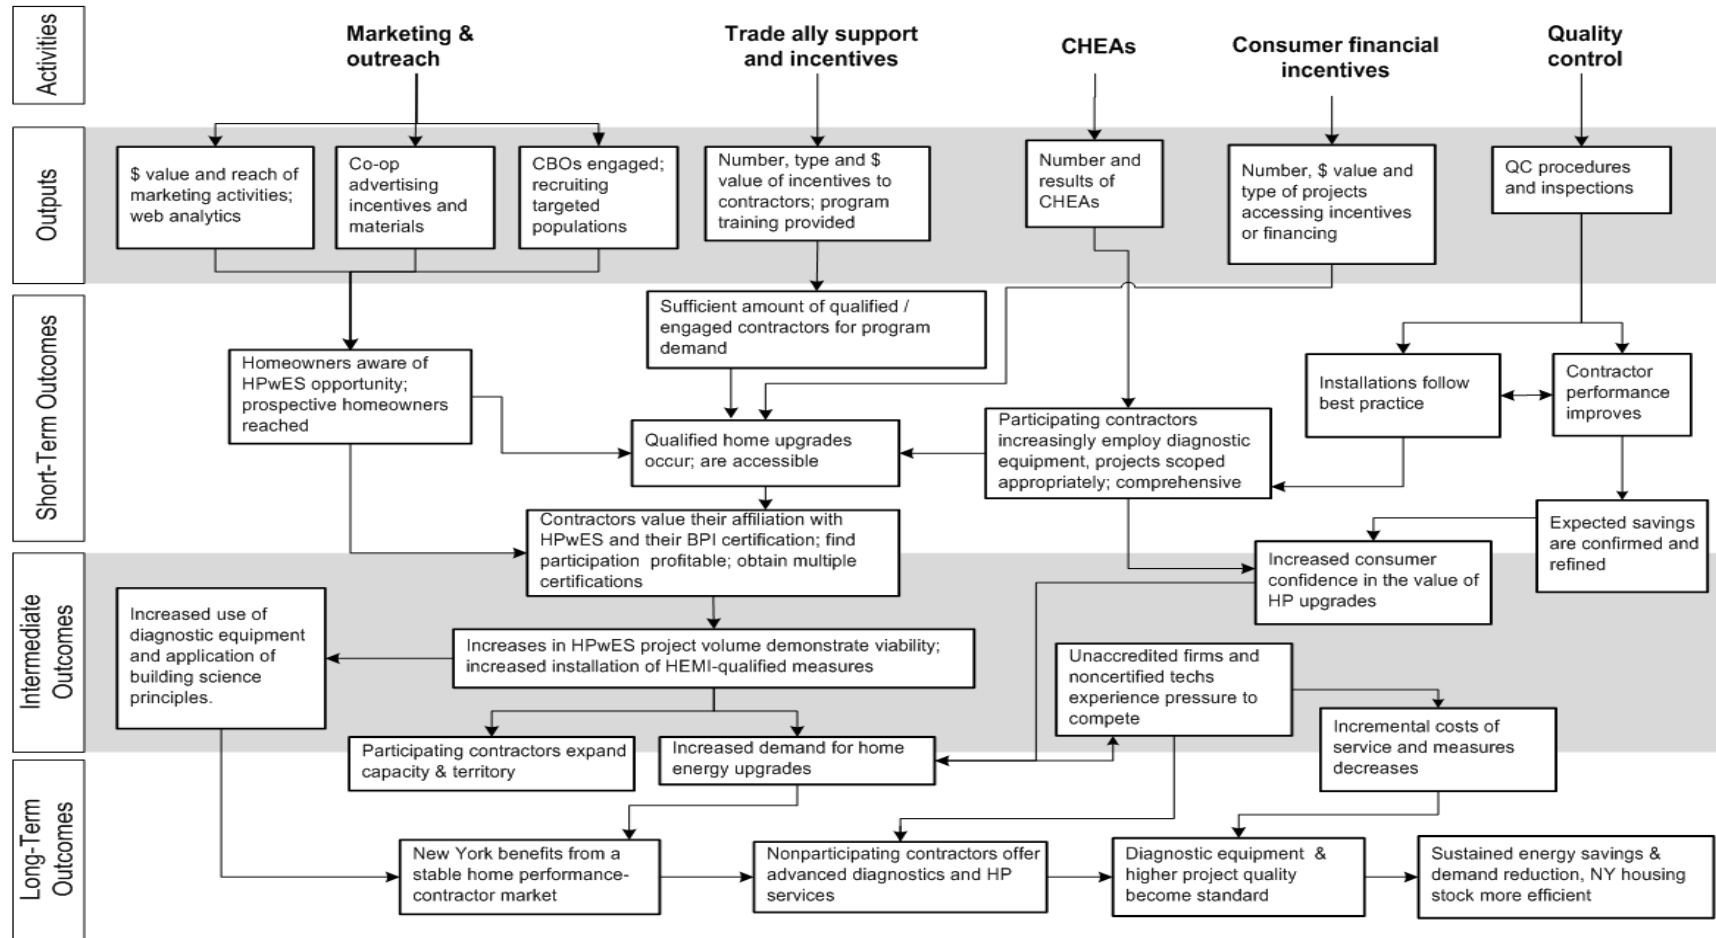 Activities
Marketing &
outreach
Trade ally support
and incentives
CHEAs
Consumer financial
incentives
Quality
control
Outputs
$ value and reach of
marketing activities;
web analytics
Co-op
advertising
incentives and
materials
CBOs engaged;
recruiting
targeted
populations
Number, type and $
value of incentives to
contractors; program
training provided
Number and
results of
CHEAs
Number, $ value and
type of projects
accessing incentives
or financing
QC procedures
and inspections
Short-Term Outcomes
Sufficient amount of qualified /
engaged contractors for program
demand
Homeowners aware of
HPwES opportunity;
prospective homeowners
reached
Installations follow
best practice
Contractor
performance
improves
Qualified home upgrades
occur; are accessible
Participating contractors
increasingly employ diagnostic
equipment, projects scoped
appropriately; comprehensive
Contractors value their affiliation with
HPwES and their BPI certification; find
participation profitable; obtain multiple
certifications
Expected savings
are confirmed and
refined
Increased consumer
confidence in the value of
HP upgrades
Intermediate
Outcomes
Increased use of
diagnostic equipment
and application of
building science
principles.
Increases in HPwES project volume demonstrate viability;
increased installation of HEMI-qualified measures
Unaccredited firms and
noncertified techs
experience pressure to
compete
Participating contractors expand
capacity & territory
Increased demand for home
energy upgrades
Incremental costs of
service and measures
decreases
Long-Term
Outcomes
New York benefits from a
stable home performance-
contractor market
Nonparticipating contractors offer
advanced diagnostics and HP
services
Diagnostic equipment &
higher project quality
become standard
Sustained energy savings &
demand reduction, NY housing
stock more efficient